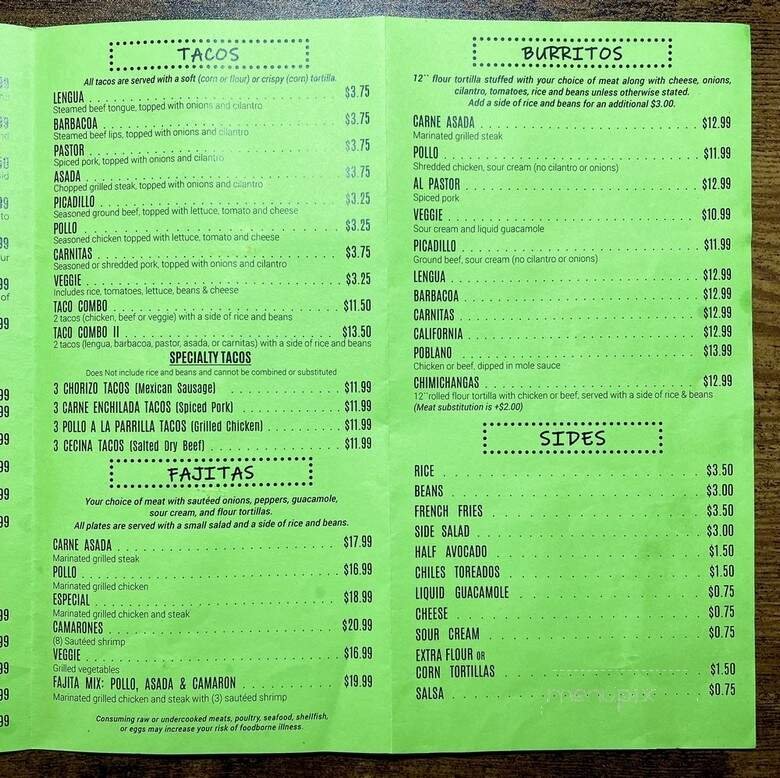 TACOS
All tacos are served with a soft (corn or flour) or crispy (corn) tortilla.
LENGUA $3.75
Steamed beef tongue, topped with onions and cilantro
BARBACOA $3.75
Steamed beef lips, topped with onions and cilantro
PASTOR $3.75
Spiced pork, topped with onions and cilantro
ASADA $3.75
Chopped grilled steak, topped with onions and cilantro
PICADILLO $3.25
Seasoned ground beef, topped with lettuce, tomato and cheese
POLLO $3.25
Seasoned chicken topped with lettuce, tomato and cheese
CARNITAS $3.75
Seasoned or shredded pork, topped with onions and cilantro
VEGGIE $3.25
Includes rice, tomatoes, lettuce, beans & cheese
TACO COMBO $11.50
2 tacos (chicken, beef or veggie) with a side of rice and beans
TACO COMBO II $13.50
2 tacos (lengua, barbacoa, pastor, asada, or carnitas) with a side of rice and beans
SPECIALTY TACOS
Does Not include rice and beans and cannot be combined or substituted
3 CHORIZO TACOS (Mexican Sausage) $11.99
3 CARNE ENCHILADA TACOS (Spiced Pork) $11.99
3 POLLO A LA PARRILLA TACOS (Grilled Chicken) $11.99
3 CECINA TACOS (Salted Dry Beef) $11.99
FAJITAS
Your choice of meat with sautéed onions, peppers, guacamole,
sour cream, and flour tortillas.
All plates are served with a small salad and a side of rice and beans.
CARNE ASADA $17.99
Marinated grilled steak
POLLO $16.99
Marinated grilled chicken
ESPECIAL $18.99
Marinated grilled chicken and steak
CAMARONES $20.99
(8) Sautéed shrimp
VEGGIE $16.99
Grilled vegetables
FAJITA MIX: POLLO, ASADA & CAMARON $19.99
Marinated grilled chicken and steak with (3) sautéed shrimp
Consuming raw or undercooked meats, poultry, seafood, shellfish,
or eggs may increase your risk of foodborne illness.
BURRITOS
12`` flour tortilla stuffed with your choice of meat along with cheese, onions,
cilantro, tomatoes, rice and beans unless otherwise stated.
Add a side of rice and beans for an additional $3.00.
CARNE ASADA $12.99
Marinated grilled steak
POLLO $11.99
Shredded chicken, sour cream (no cilantro or onions)
AL PASTOR $12.99
Spiced pork
VEGGIE $10.99
Sour cream and liquid guacamole
PICADILLO $11.99
Ground beef, sour cream (no cilantro or onions)
LENGUA $12.99
BARBACOA $12.99
CARNITAS $12.99
CALIFORNIA $12.99
POBLANO $13.99
Chicken or beef, dipped in mole sauce
CHIMICHANGAS $12.99
12``rolled flour tortilla with chicken or beef, served with a side of rice & beans
(Meat substitution is +$2.00)
SIDES
RICE $3.50
BEANS $3.00
FRENCH FRIES $3.50
SIDE SALAD $3.00
HALF AVOCADO $1.50
CHILES TOREADOS $1.50
LIQUID GUACAMOLE $0.75
CHEESE $0.75
SOUR CREAM $0.75
EXTRA FLOUR OR
CORN TORTILLAS $1.50
SALSA $0.75
menupix